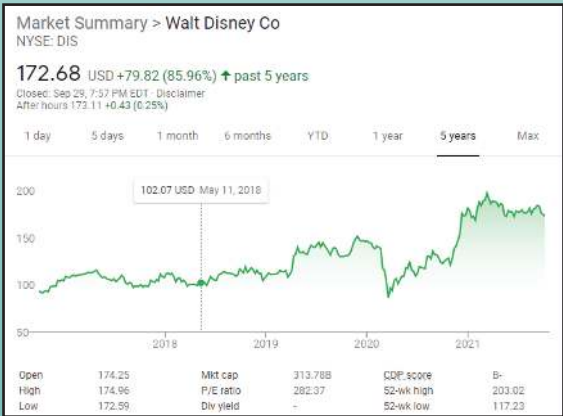 Market Summary > Walt Disney Co
NYSE: DIS
172.68 USD +79.82 (85.96%) ↑ past 5 years
Closed: Sep 29, 7:57 PM EDT · Disclaimer
After hours 173.11 +0.43 (0.25%)
1 day 5 days 1 month 6 months YTD 1 year 5 years Max
102.07 USD May 11, 2018
200
150
100
50
2018 2019 2020 2021
Open 174.25 Mkt cap 313.78B CDP score B-
High 174.96 P/E ratio 282.37 52-wk high 203.02
Low 172.59 Div yield - 52-wk low 117.23